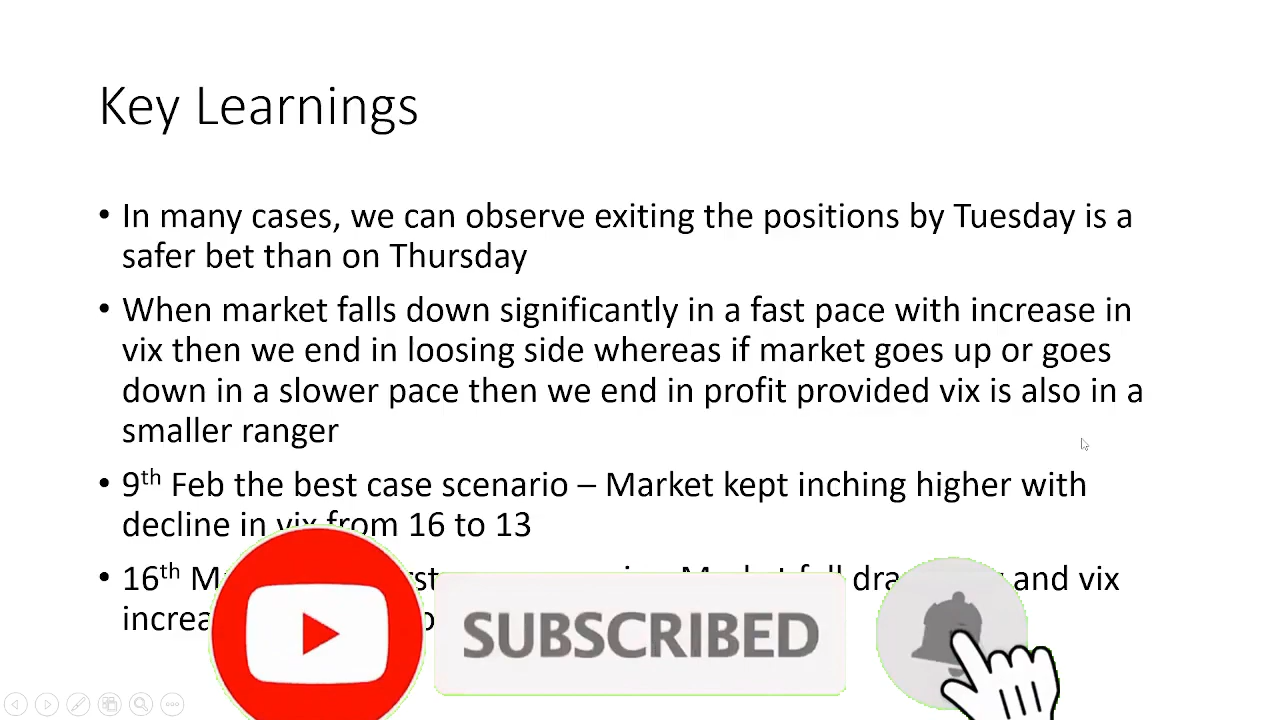 Key Learnings
• In many cases, we can observe exiting the positions by Tuesday is a
safer bet than on Thursday
• When market falls down significantly in a fast pace with increase in
vix then we end in loosing side whereas if market goes up or goes
down in a slower pace then we end in profit provided vix is also in a
smaller ranger
• 9th Feb the best case scenario – Market kept inching higher with
decline in vix from 16 to 13
• 16th and vix
SUBSCRIBED